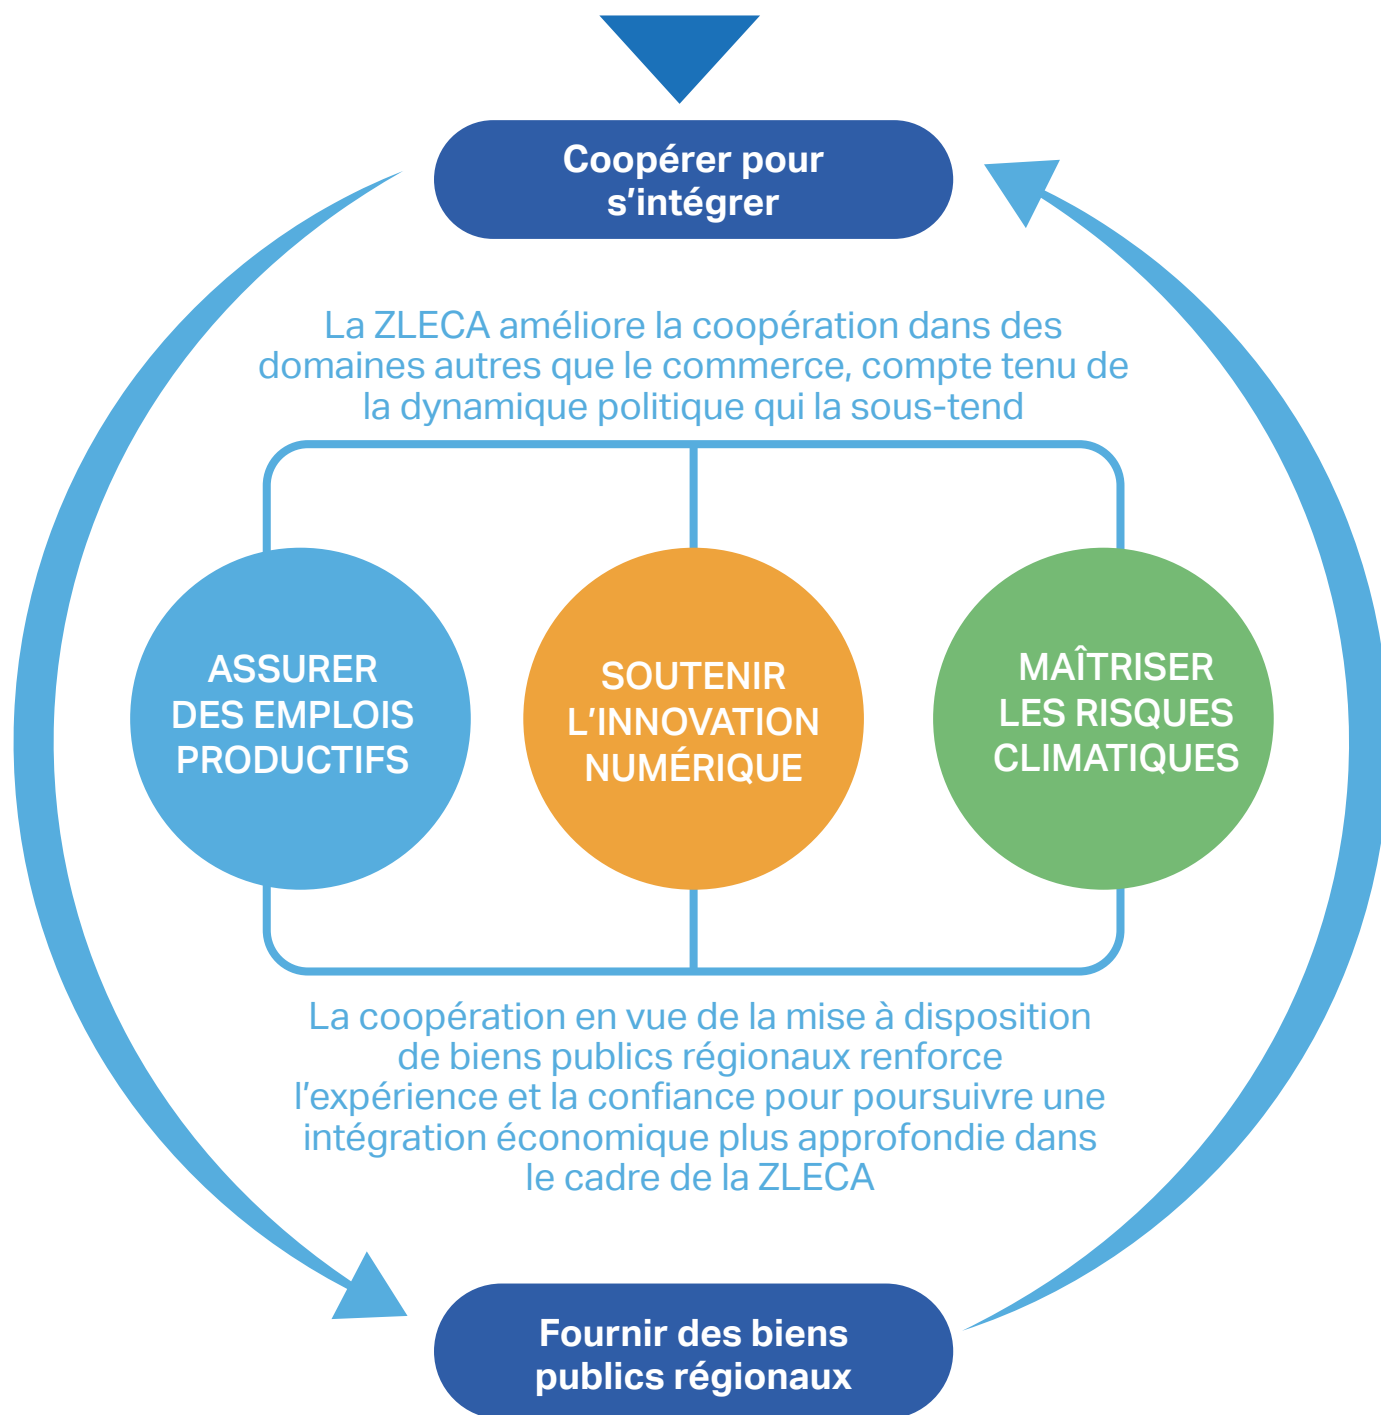 Coopérer pour
s’intégrer
La ZLECA améliore la coopération dans des
domaines autres que le commerce, compte tenu de
la dynamique politique qui la sous-tend
ASSURER
DES EMPLOIS
PRODUCTIFS
SOUTENIR
L’INNOVATION
NUMÉRIQUE
MAÎTRISER
LES RISQUES
CLIMATIQUES
La coopération en vue de la mise à disposition
de biens publics régionaux renforce
l’expérience et la confiance pour poursuivre une
intégration économique plus approfondie dans
le cadre de la ZLECA
Fournir des biens
publics régionaux